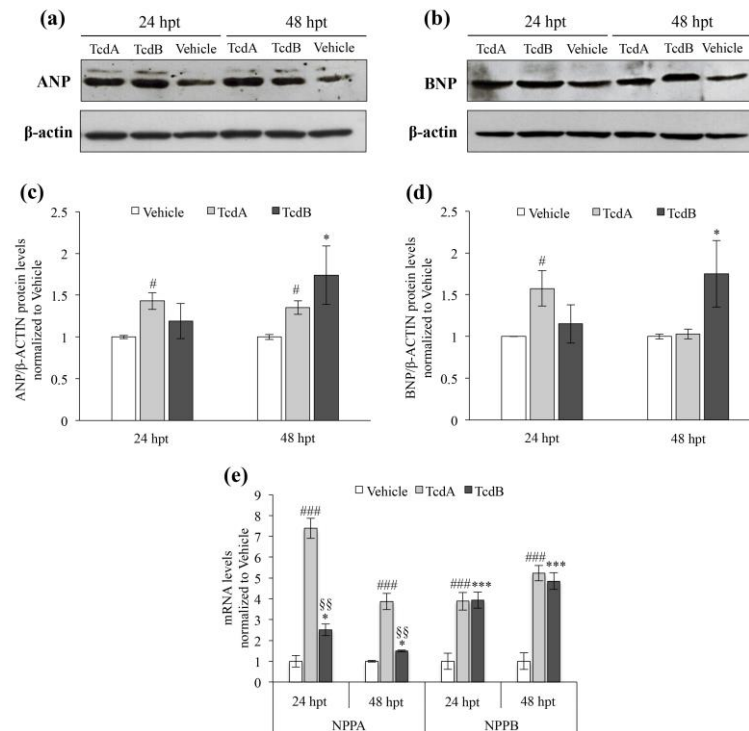 (a)
24 hpt 48 hpt
TcdA TcdB Vehicle TcdA TcdB Vehicle
ANP
β-actin
(b)
24 hpt 48 hpt
TcdA TcdB Vehicle TcdA TcdB Vehicle
BNP
β-actin
(c)
ANP/β-ACTIN protein levels
normalized to Vehicle
2.5
2
1.5
1
0.5
0
Vehicle TcdA TcdB
#
#
*
24 hpt 48 hpt
(d)
BNP/β-ACTIN protein levels
normalized to Vehicle
2.5
2
1.5
1
0.5
0
Vehicle TcdA TcdB
#
*
24 hpt 48 hpt
(e)
mRNA levels
normalized to Vehicle
9
8
7
6
5
4
3
2
1
0
Vehicle TcdA TcdB
###
§§
*
###
§§
*
### ***
### ***
24 hpt 48 hpt 24 hpt 48 hpt
NPPA NPPB